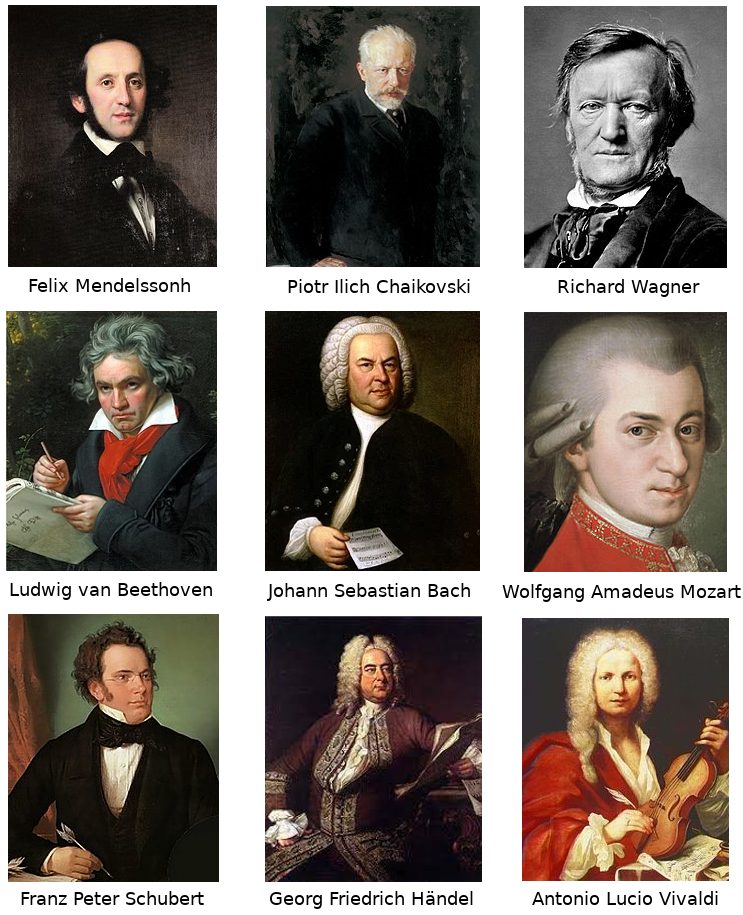 Felix Mendelssonh
Piotr Ilich Chaikovski
Richard Wagner
Ludwig van Beethoven
Johann Sebastian Bach
Wolfgang Amadeus Mozart
Franz Peter Schubert
Georg Friedrich Händel
Antonio Lucio Vivaldi